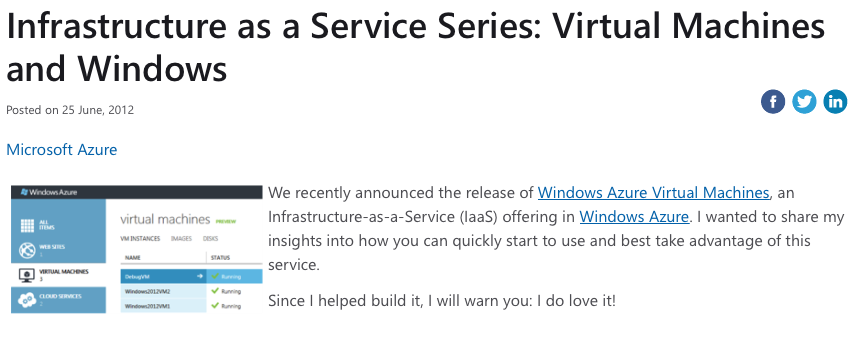 Infrastructure as a Service Series: Virtual Machines
and Windows
Posted on 25 June, 2012
Microsoft Azure
Windows Azure
ALL
ITEMS
WEB SITES
1
VIRTUAL MACHINES
3
CLOUD SERVICES
virtual machines PREVIEW
VM INSTANCES IMAGES DISKS
NAME STATUS
DebugVM → ✓ Running
Windows2012VM2 ✓ Running
Windows2012VM1 ✓ Running
We recently announced the release of Windows Azure Virtual Machines, an
Infrastructure-as-a-Service (IaaS) offering in Windows Azure. I wanted to share my
insights into how you can quickly start to use and best take advantage of this
service.
Since I helped build it, I will warn you: I do love it!